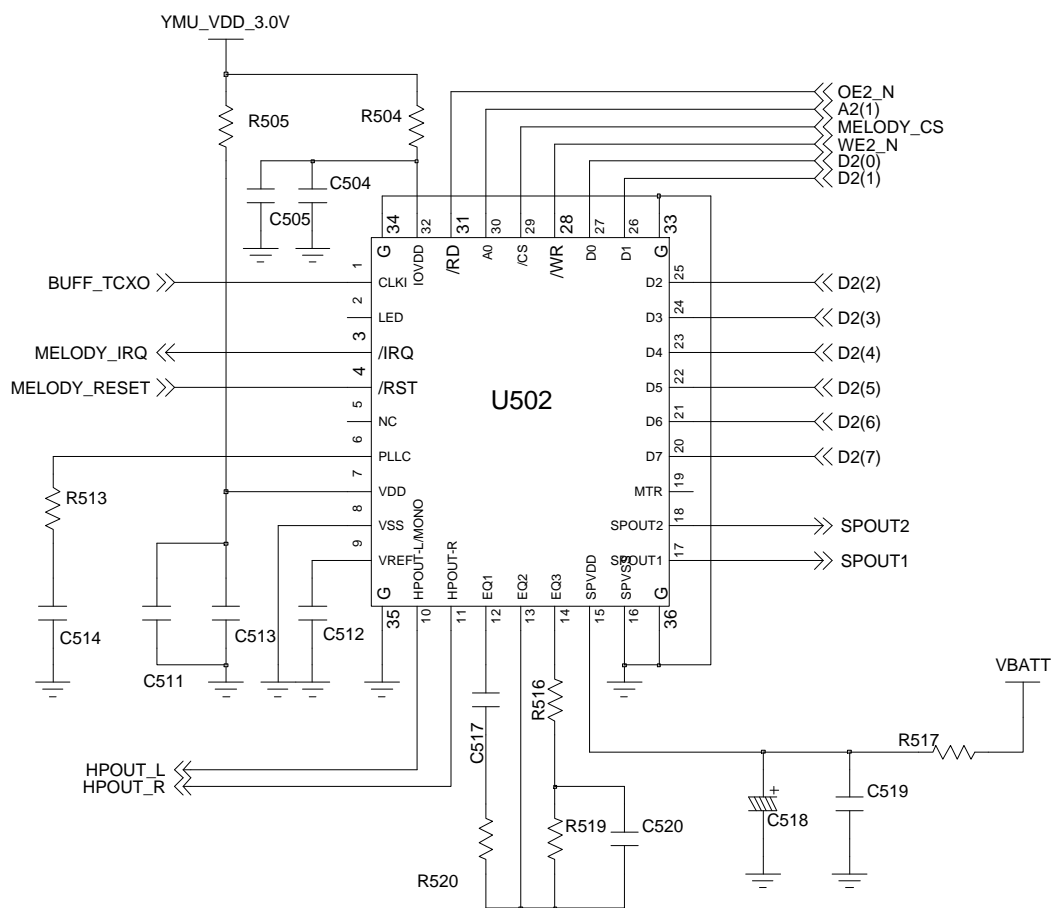 YMU_VDD_3.0V
R505
R504
OE2_N
A2(1)
MELODY_CS
WE2_N
D2(0)
D2(1)
C504
C505
34
32
31
30
29
28
27
26
33
G
IOVDD
/RD
A0
/CS
/WR
D0
D1
G
BUFF_TCXO
1
CLKI
2
LED
MELODY_IRQ
3
/IRQ
MELODY_RESET
4
/RST
5
NC
6
PLLC
7
VDD
8
VSS
9
VREF
U502
D2
25
D2(2)
D3
24
D2(3)
D4
23
D2(4)
D5
22
D2(5)
D6
21
D2(6)
D7
20
D2(7)
MTR
19
SPOUT2
18
SPOUT2
SPOUT1
17
SPOUT1
G
HPOUT-L/MONO
HPOUT-R
EQ1
EQ2
EQ3
SPVDD
SPVSS
G
35
10
11
12
13
14
15
16
36
R513
C514
C511
C513
C512
C517
R516
VBATT
R517
HPOUT_L
HPOUT_R
R520
R519
C520
+
C518
C519